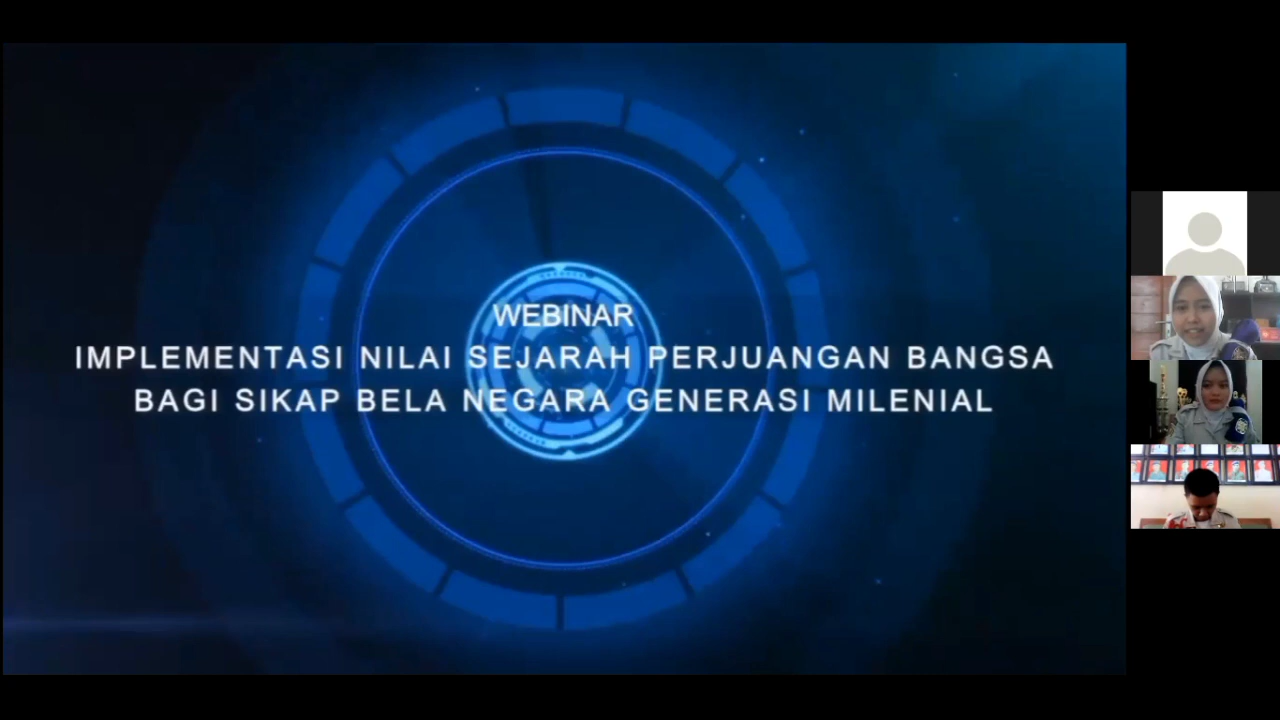 WEBINAR
IMPLEMENTASI NILAI SEJARAH PERJUANGAN BANGSA
BAGI SIKAP BELA NEGARA GENERASI MILENIAL